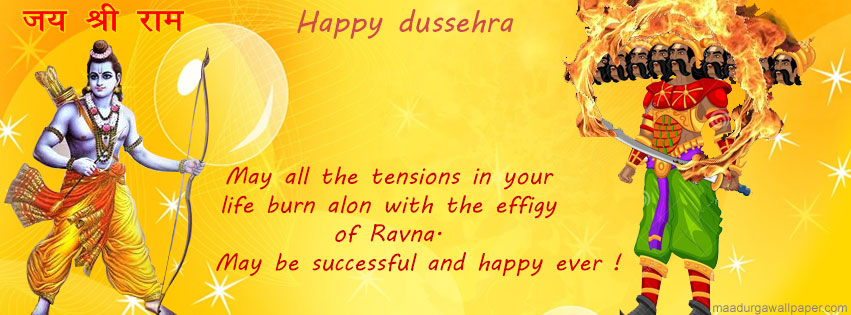 जय श्री राम
Happy dussehra
May all the tensions in your
life burn alon with the effigy
of Ravna.
May be successful and happy ever !
maadurgawallpaper.com